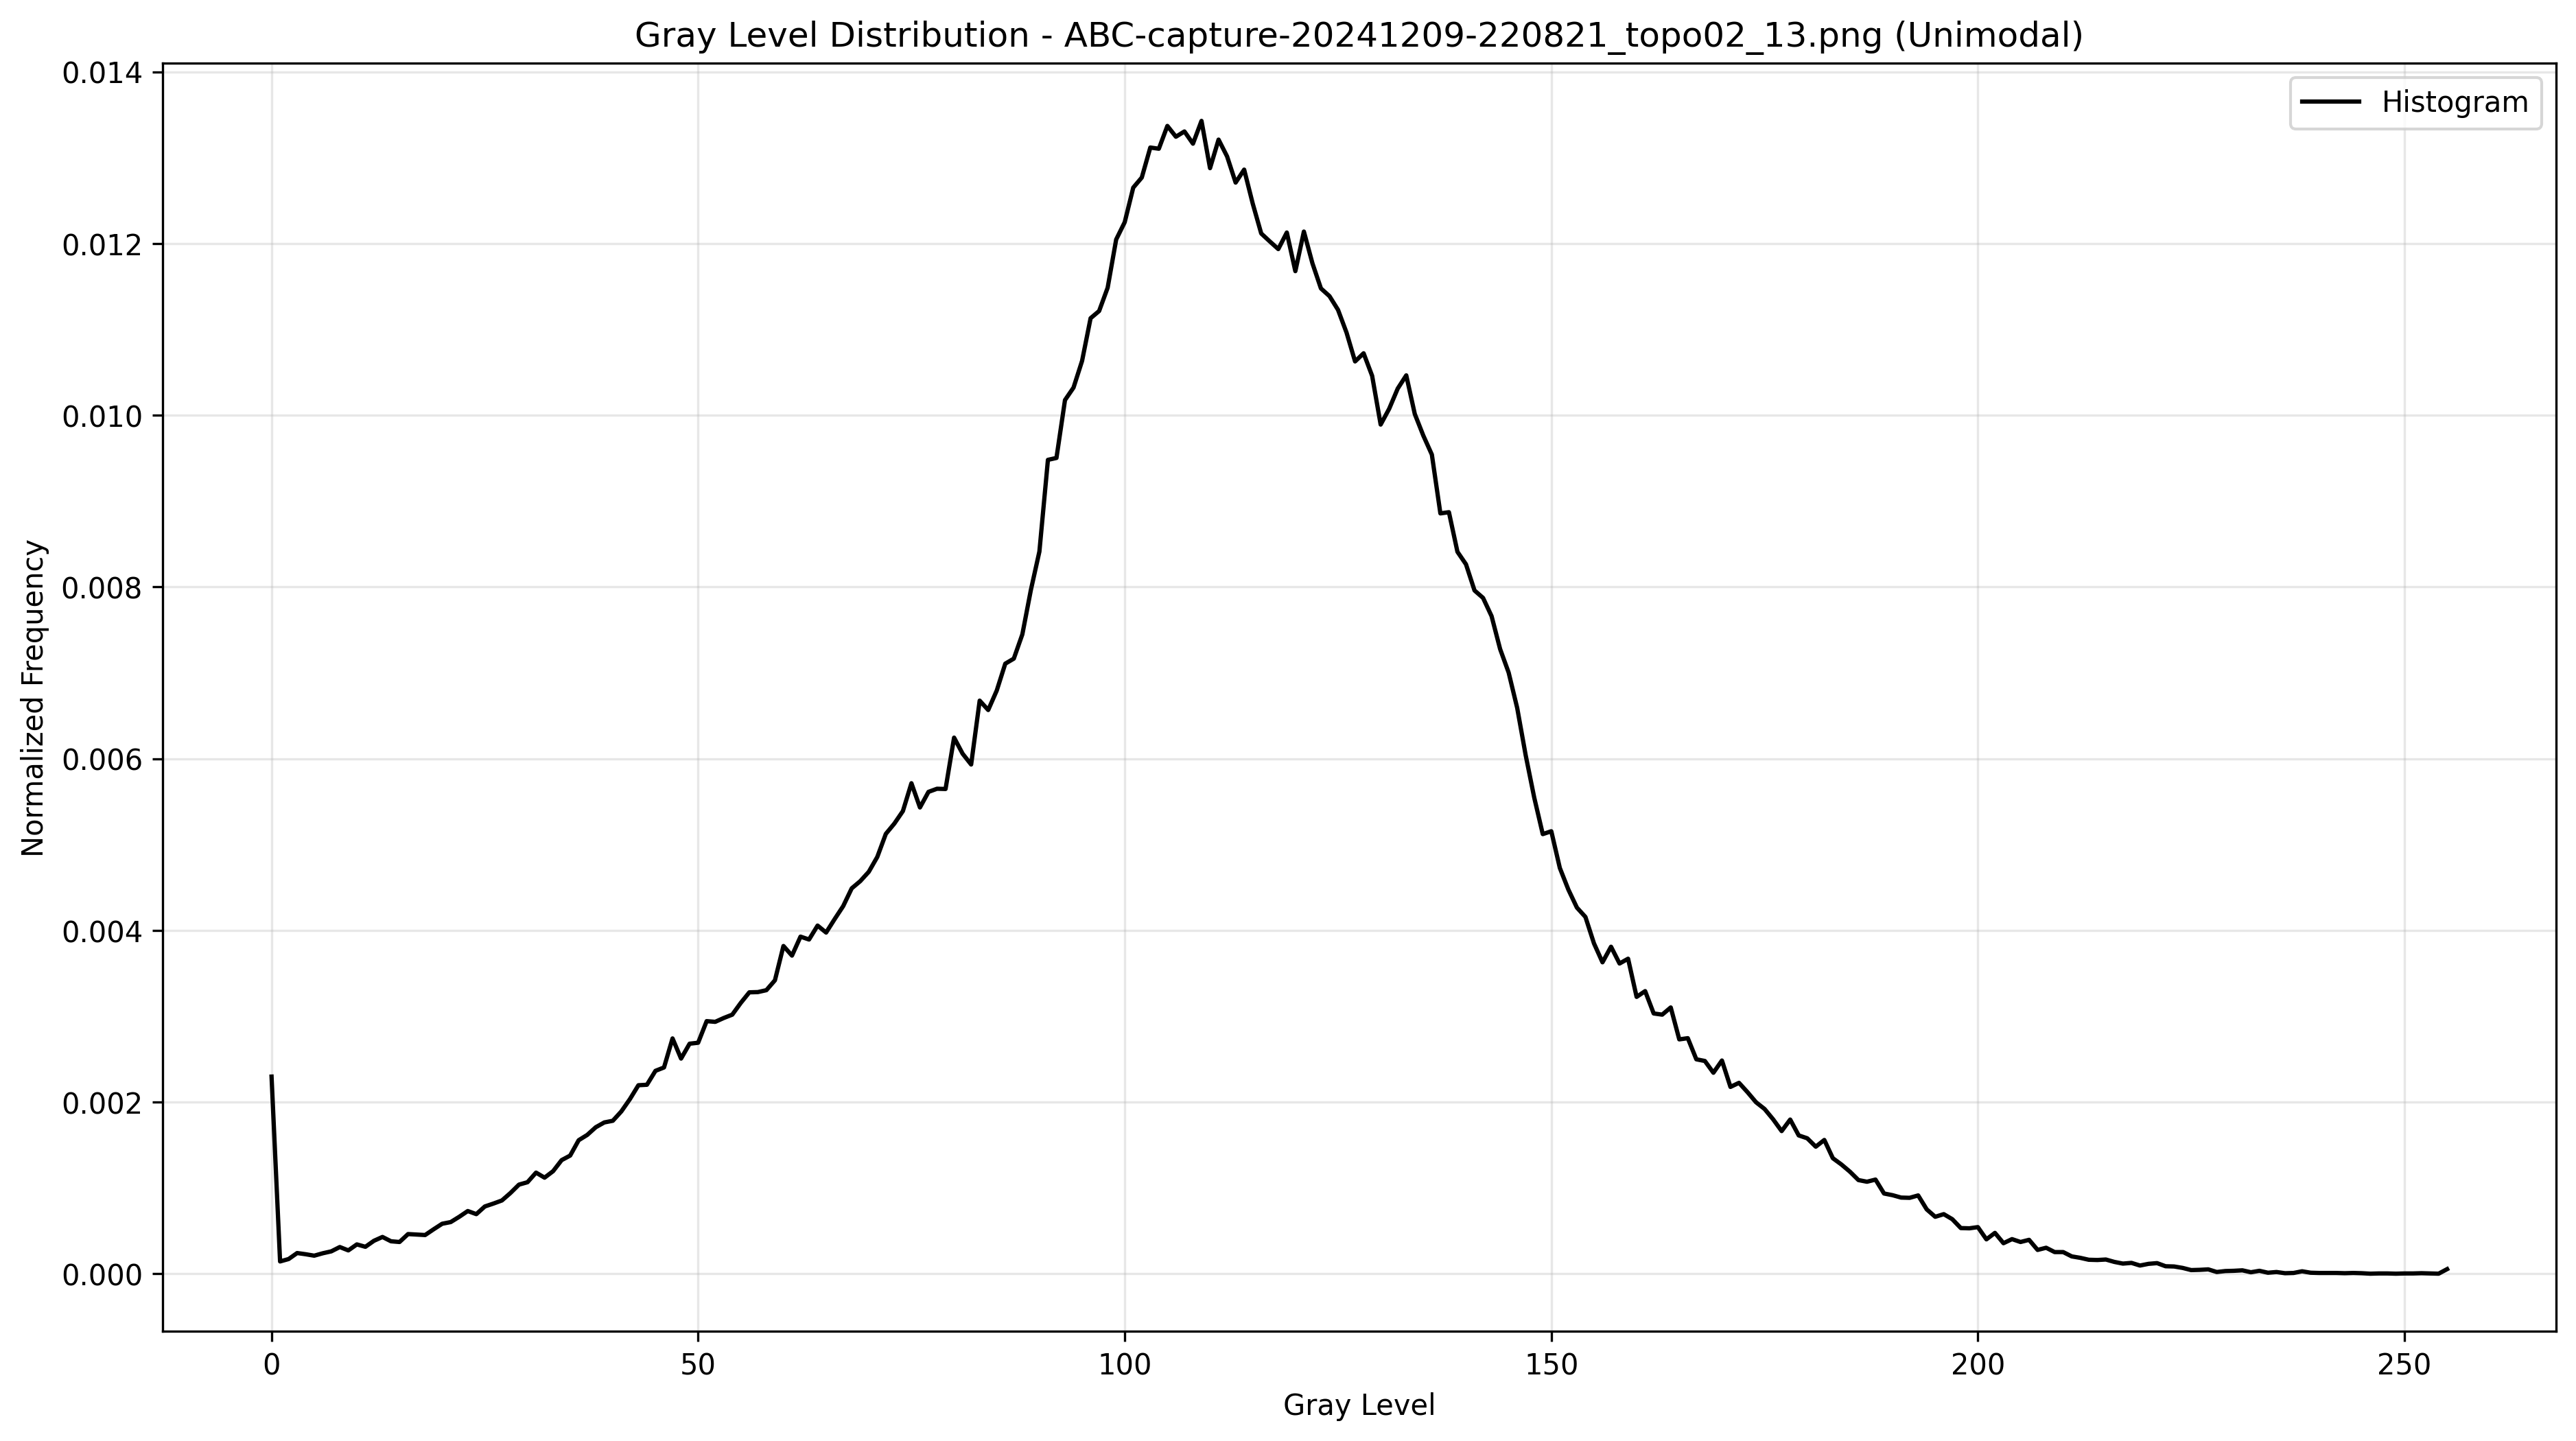 Gray Level Distribution - ABC-capture-20241209-220821_topo02_13.png (Unimodal)
Histogram
Normalized Frequency
0.014
0.012
0.010
0.008
0.006
0.004
0.002
0.000
0 50 100 150 200 250
Gray Level